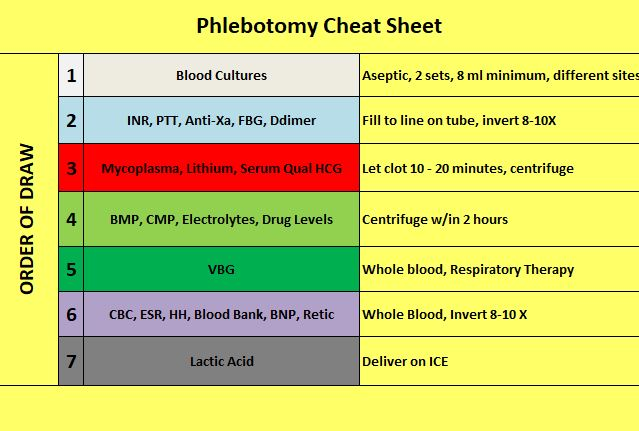 Phlebotomy Cheat Sheet
ORDER OF DRAW
1 Blood Cultures Aseptic, 2 sets, 8 ml minimum, different sites
2 INR, PTT, Anti-Xa, FBG, Ddimer Fill to line on tube, invert 8-10X
3 Mycoplasma, Lithium, Serum Qual HCG Let clot 10 - 20 minutes, centrifuge
4 BMP, CMP, Electrolytes, Drug Levels Centrifuge w/in 2 hours
5 VBG Whole blood, Respiratory Therapy
6 CBC, ESR, HH, Blood Bank, BNP, Retic Whole Blood, Invert 8-10 X
7 Lactic Acid Deliver on ICE